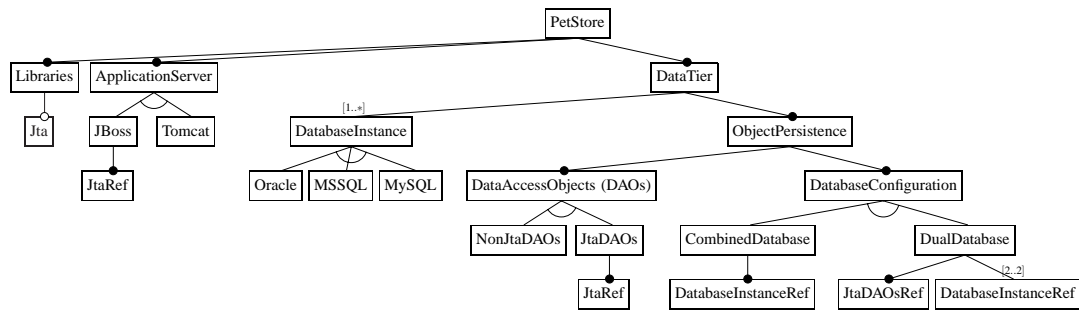 PetStore
Libraries
ApplicationServer
DataTier
[1..*]
Jta
JBoss
Tomcat
DatabaseInstance
ObjectPersistence
JtaRef
Oracle
MSSQL
MySQL
DataAccessObjects (DAOs)
DatabaseConfiguration
NonJtaDAOs
JtaDAOs
CombinedDatabase
DualDatabase
[2..2]
JtaRef
DatabaseInstanceRef
JtaDAOsRef
DatabaseInstanceRef